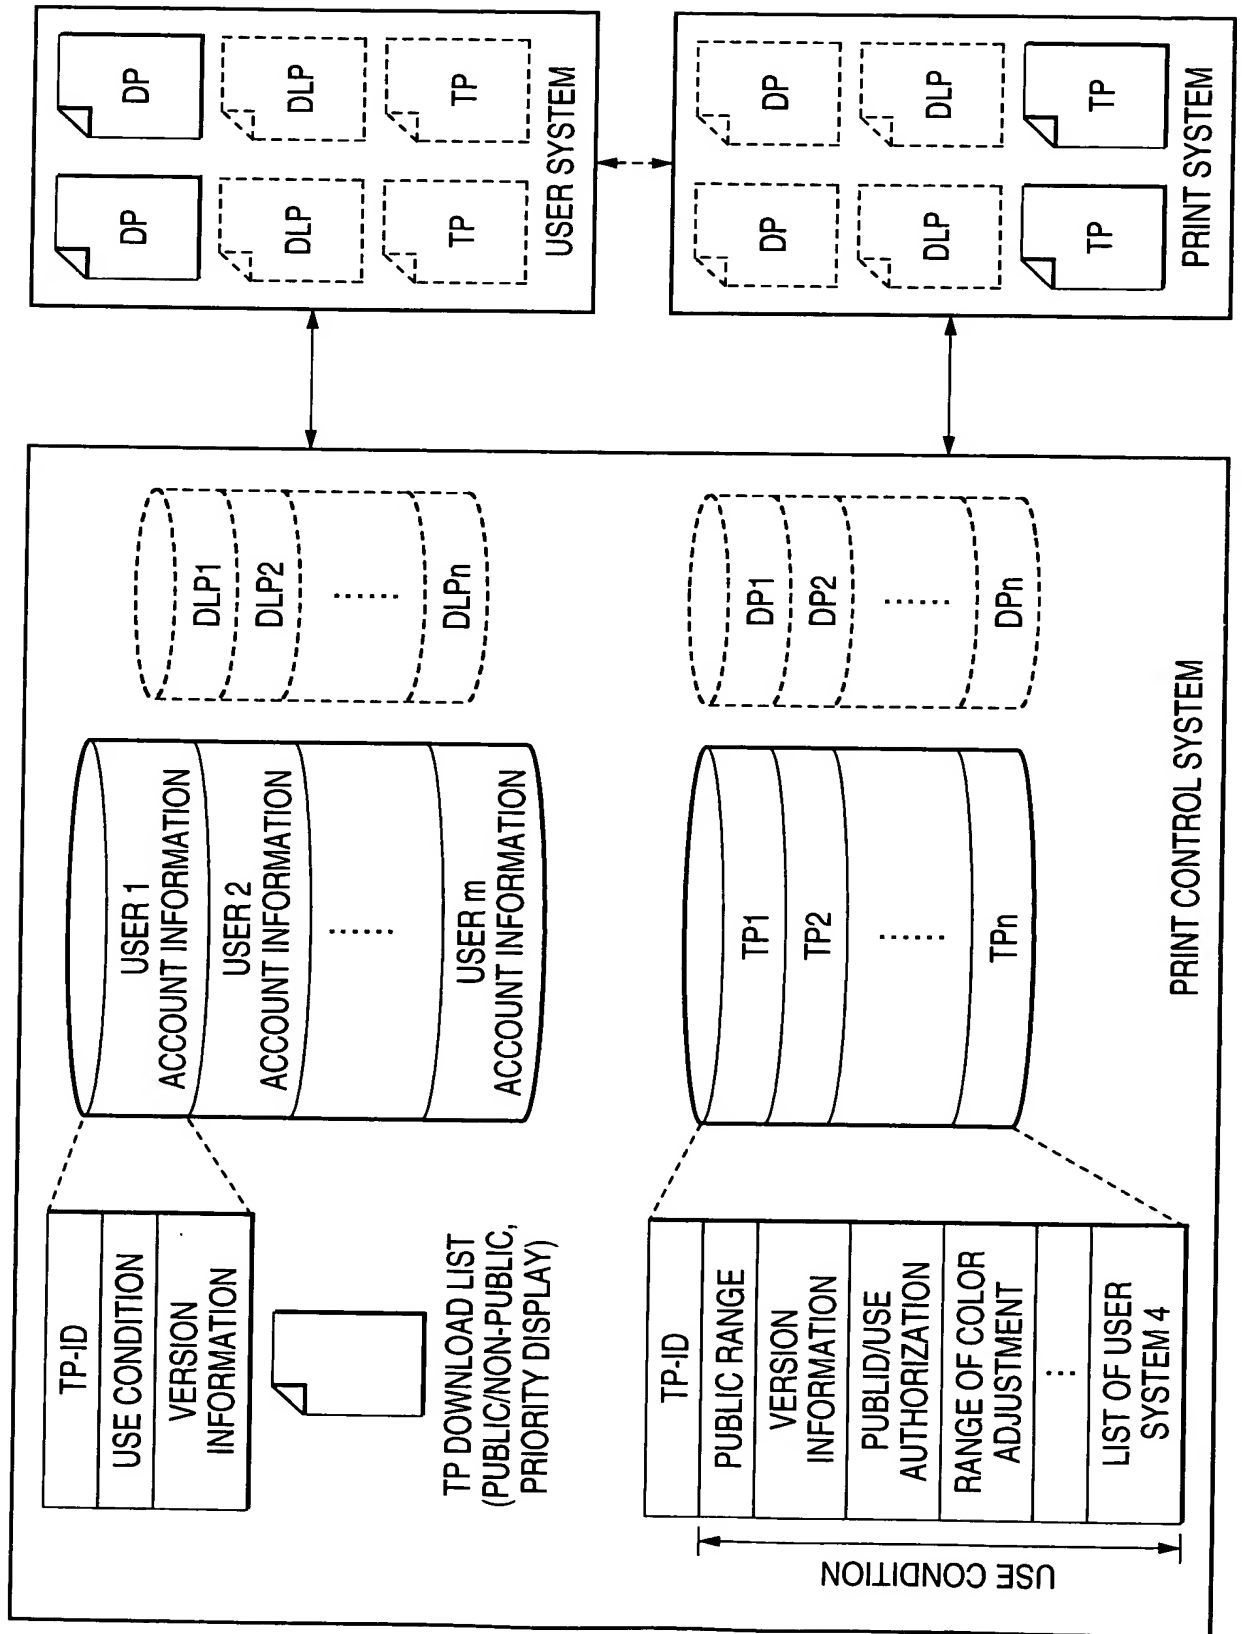 TP-ID
USE CONDITION
VERSION
INFORMATION
TP DOWNLOAD LIST
(PUBLIC/NON-PUBLIC,
PRIORITY DISPLAY)
USER 1
ACCOUNT INFORMATION
USER 2
ACCOUNT INFORMATION
......
USER m
ACCOUNT INFORMATION
DLP1
DLP2
......
DLPn
USE CONDITION
TP-ID
PUBLIC RANGE
VERSION
INFORMATION
PUBLID/USE
AUTHORIZATION
RANGE OF COLOR
ADJUSTMENT
...
LIST OF USER
SYSTEM 4
TP1
TP2
......
TPn
DP1
DP2
......
DPn
PRINT CONTROL SYSTEM
DP
DP
DLP
DLP
TP
TP
USER SYSTEM
DP
DP
DLP
DLP
TP
TP
PRINT SYSTEM